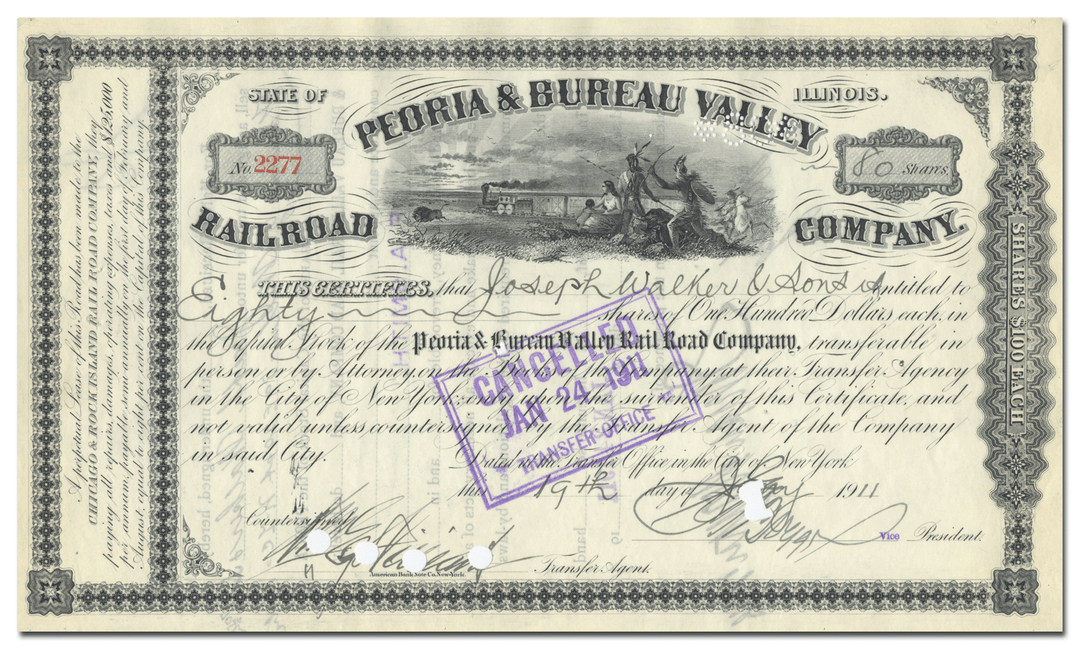 STATE OF
ILLINOIS.
PEORIA & BUREAU VALLEY
No. 2277
80 Shares
RAILROAD
COMPANY.
THIS CERTIFIES, that Joseph Walker & Sons is entitled to
Eighty shares of One Hundred Dollars each, in
the Capital Stock of the Peoria & Bureau Valley Rail Road Company, transferable in
person or by Attorney, on the Books of the Company at their Transfer Agency
in the City of New York, only on the surrender of this Certificate, and
not valid unless countersigned by the Transfer Agent of the Company
in said City.
Dated at the Transfer Office in the City of New York
this 19th day of Jany 1911
Countersigned
Vice President.
Transfer Agent.
American Bank Note Co. New-York.
CANCELLED
JAN 24 1911
TRANSFER OFFICE
A perpetual Lease of this Road has been made to the
CHICAGO & ROCK ISLAND RAIL ROAD COMPANY, they
paying all repairs, damages, operating expenses, taxes and $125,000
per annum, payable semi-annually on the first day of February and
August, equal to eight per cent on the Capital of this Company.
SHARES $100 EACH